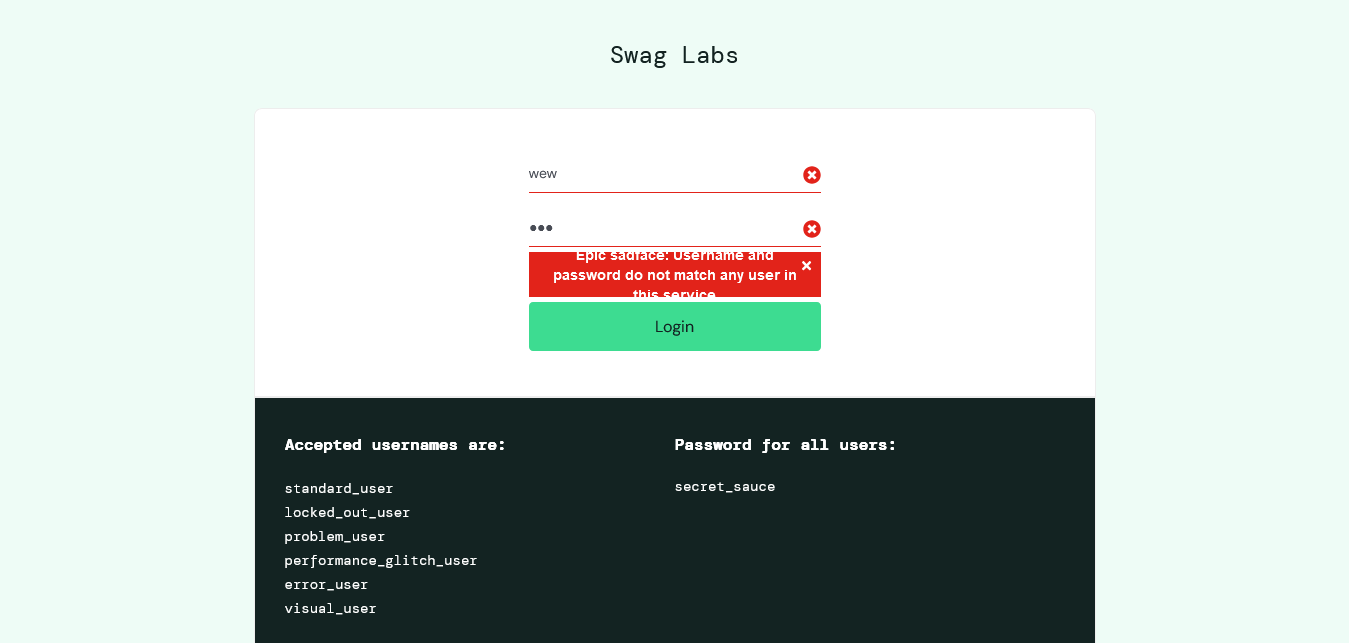 Swag Labs
wew
•••
Epic sadface: Username and
password do not match any user in
this service
Login
Accepted usernames are:
standard_user
locked_out_user
problem_user
performance_glitch_user
error_user
visual_user
Password for all users:
secret_sauce